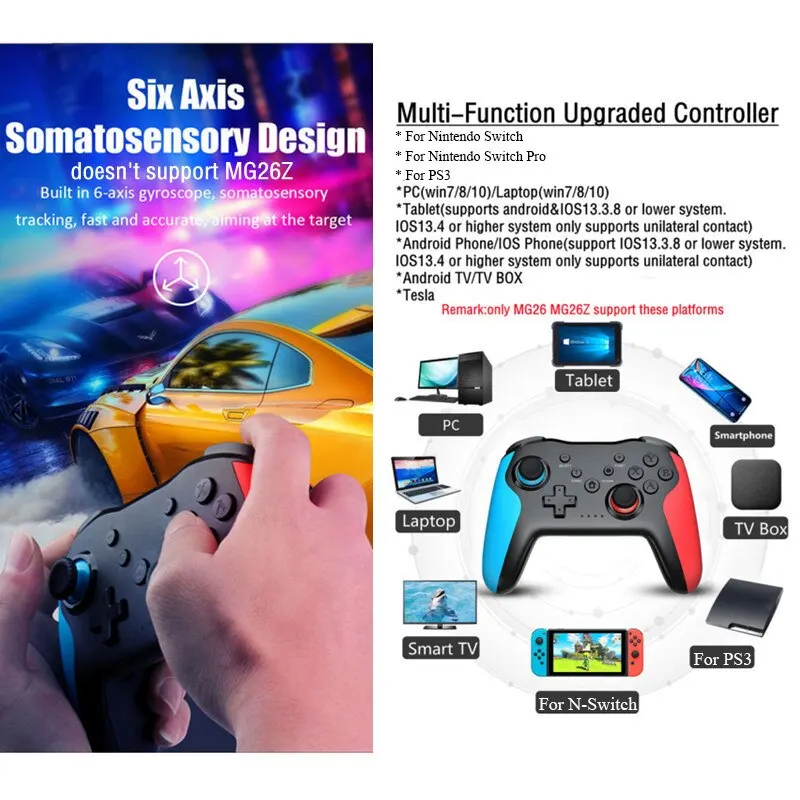 Six Axis
Somatosensory Design
doesn't support MG26Z
Built in 6-axis gyroscope, somatosensory
tracking, fast and accurate, aiming at the target
Multi-Function Upgraded Controller
* For Nintendo Switch
* For Nintendo Switch Pro
* For PS3
*PC(win7/8/10)/Laptop(win7/8/10)
*Tablet(supports android&IOS13.3.8 or lower system.
IOS13.4 or higher system only supports unilateral contact)
*Android Phone/IOS Phone(support IOS13.3.8 or lower system.
IOS13.4 or higher system only supports unilateral contact)
*Android TV/TV BOX
*Tesla
Remark:only MG26 MG26Z support these platforms
Tablet
PC
Smartphone
Laptop
TV Box
Smart TV
For PS3
For N-Switch